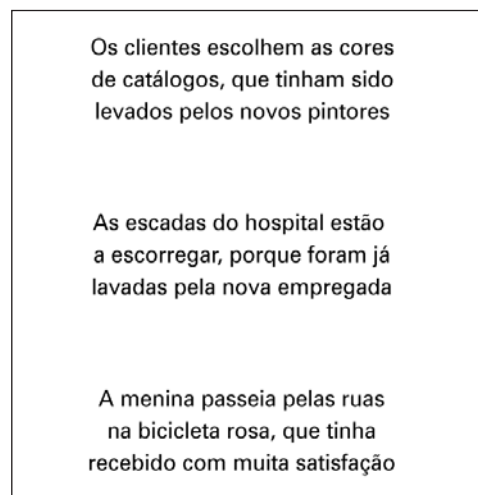 Os clientes escolhem as cores
de catálogos, que tinham sido
levados pelos novos pintores
As escadas do hospital estão
a escorregar, porque foram já
lavadas pela nova empregada
A menina passeia pelas ruas
na bicicleta rosa, que tinha
recebido com muita satisfação